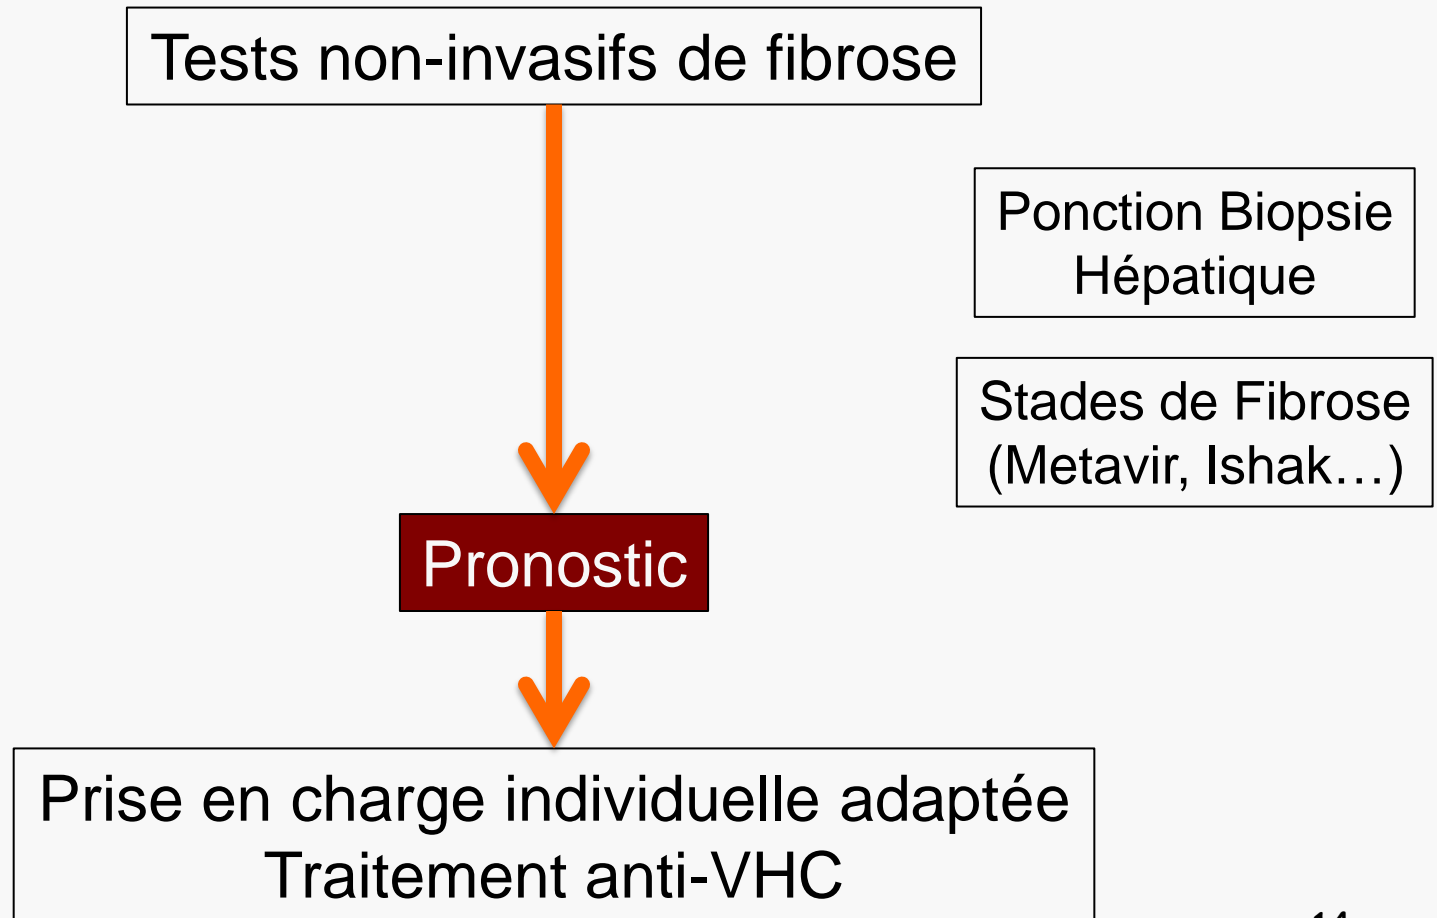 Tests non-invasifs de fibrose
Ponction Biopsie
Hépatique
Stades de Fibrose
(Metavir, Ishak…)
Pronostic
Prise en charge individuelle adaptée
Traitement anti-VHC